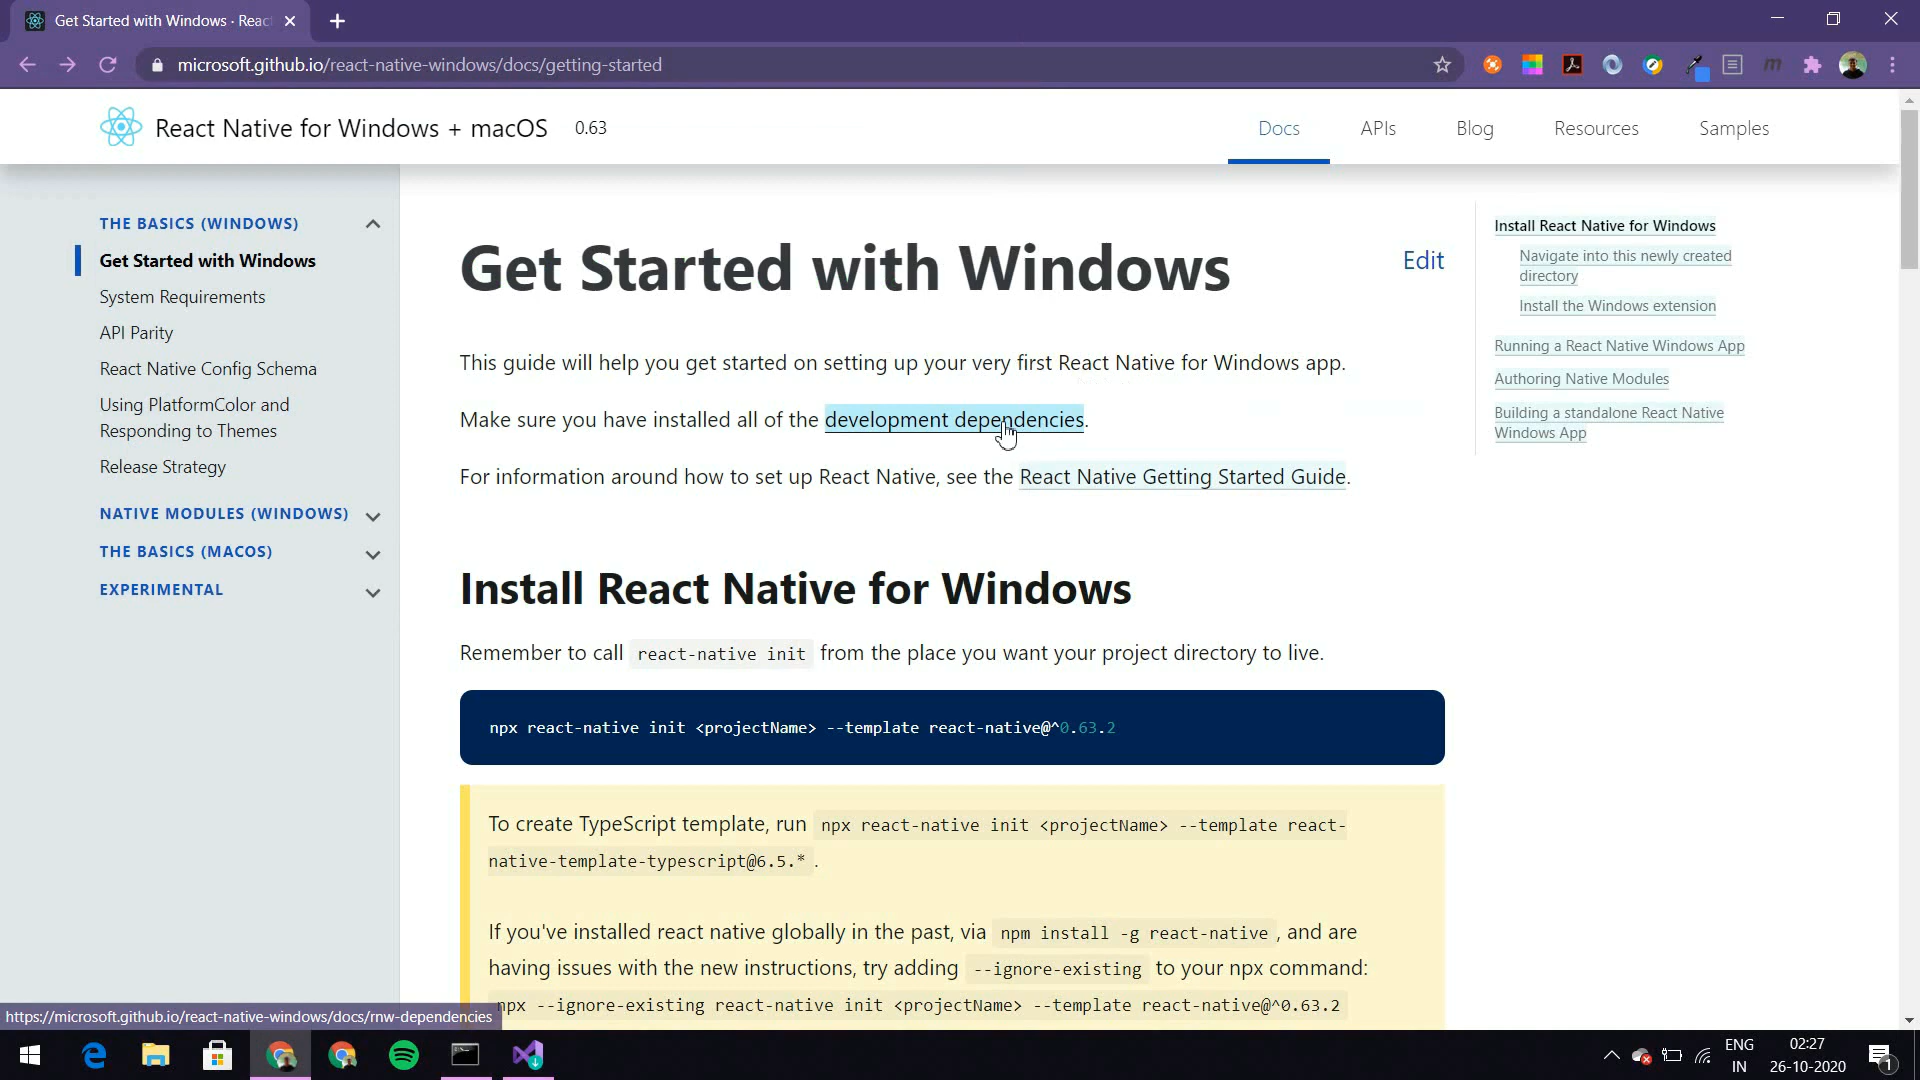 Get Started with Windows · Reac
microsoft.github.io/react-native-windows/docs/getting-started
React Native for Windows + macOS 0.63
Docs APIs Blog Resources Samples
THE BASICS (WINDOWS)
Get Started with Windows
System Requirements
API Parity
React Native Config Schema
Using PlatformColor and
Responding to Themes
Release Strategy
NATIVE MODULES (WINDOWS)
THE BASICS (MACOS)
EXPERIMENTAL
Get Started with Windows
Edit
This guide will help you get started on setting up your very first React Native for Windows app.
Make sure you have installed all of the development dependencies.
For information around how to set up React Native, see the React Native Getting Started Guide.
Install React Native for Windows
Remember to call react-native init from the place you want your project directory to live.
npx react-native init <projectName> --template react-native@^0.63.2
To create TypeScript template, run npx react-native init <projectName> --template react-
native-template-typescript@6.5.* .
If you've installed react native globally in the past, via npm install -g react-native , and are
having issues with the new instructions, try adding --ignore-existing to your npx command:
npx --ignore-existing react-native init <projectName> --template react-native@^0.63.2
Install React Native for Windows
Navigate into this newly created
directory
Install the Windows extension
Running a React Native Windows App
Authoring Native Modules
Building a standalone React Native
Windows App
https://microsoft.github.io/react-native-windows/docs/rnw-dependencies
ENG
IN
02:27
26-10-2020
1